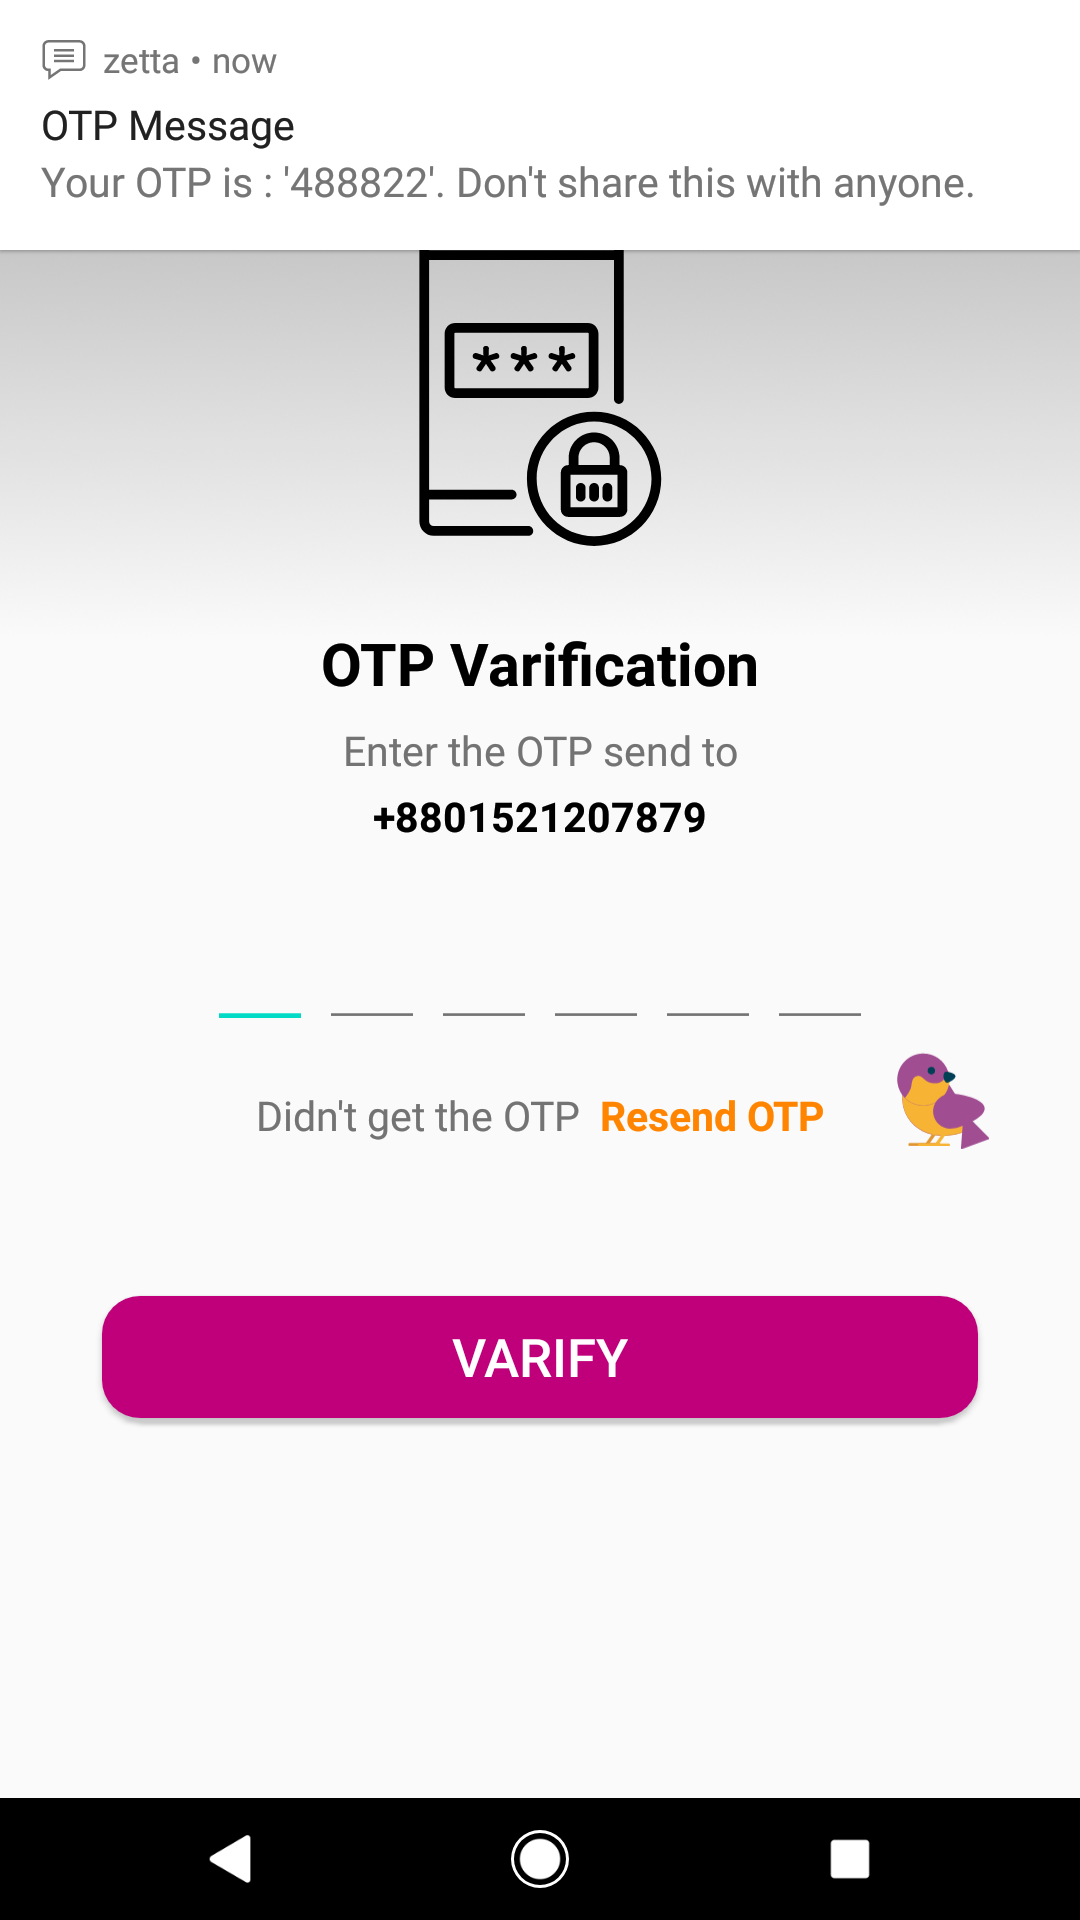 zetta • now
OTP Message
Your OTP is : '488822'. Don't share this with anyone.
***
OTP Varification
Enter the OTP send to
+8801521207879
Didn't get the OTP Resend OTP
VARIFY